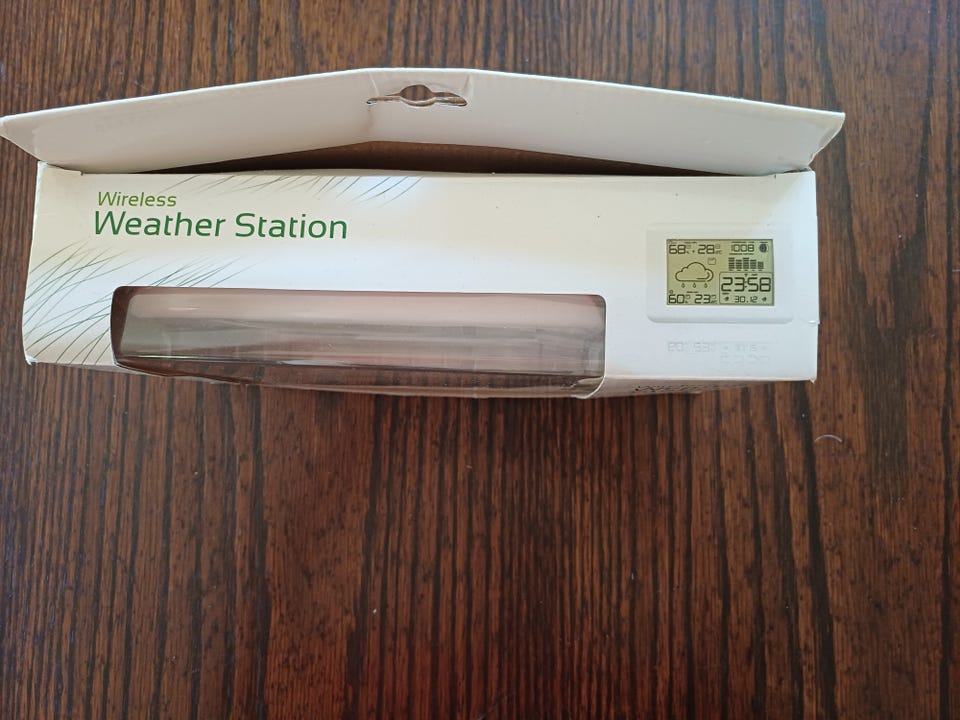 Wireless
Weather Station
68 28 1008
23:58
60 23 30.12